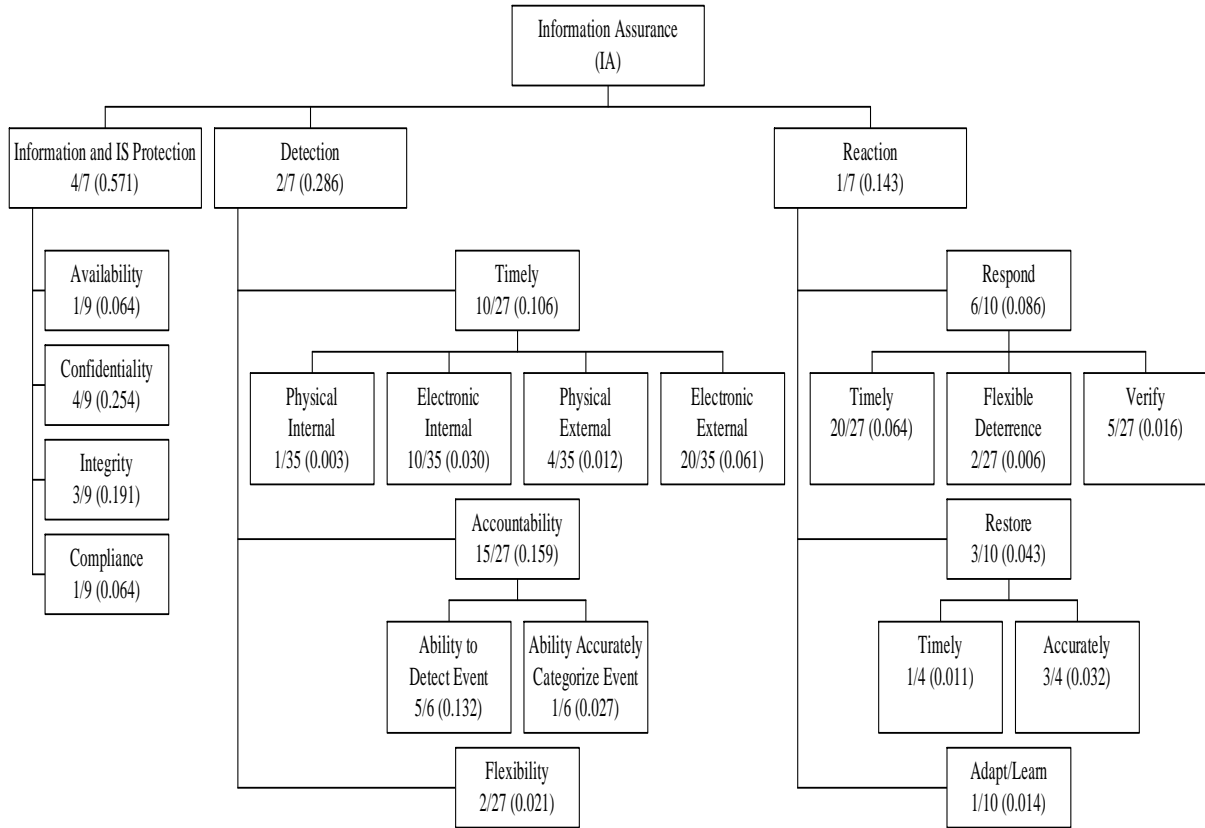 Information Assurance
(IA)
Information and IS Protection
4/7 (0.571)
Detection
2/7 (0.286)
Reaction
1/7 (0.143)
Availability
1/9 (0.064)
Confidentiality
4/9 (0.254)
Integrity
3/9 (0.191)
Compliance
1/9 (0.064)
Timely
10/27 (0.106)
Physical
Internal
1/35 (0.003)
Electronic
Internal
10/35 (0.030)
Physical
External
4/35 (0.012)
Electronic
External
20/35 (0.061)
Accountability
15/27 (0.159)
Ability to
Detect Event
5/6 (0.132)
Ability Accurately
Categorize Event
1/6 (0.027)
Flexibility
2/27 (0.021)
Respond
6/10 (0.086)
Timely
20/27 (0.064)
Flexible
Deterrence
2/27 (0.006)
Verify
5/27 (0.016)
Restore
3/10 (0.043)
Timely
1/4 (0.011)
Accurately
3/4 (0.032)
Adapt/Learn
1/10 (0.014)